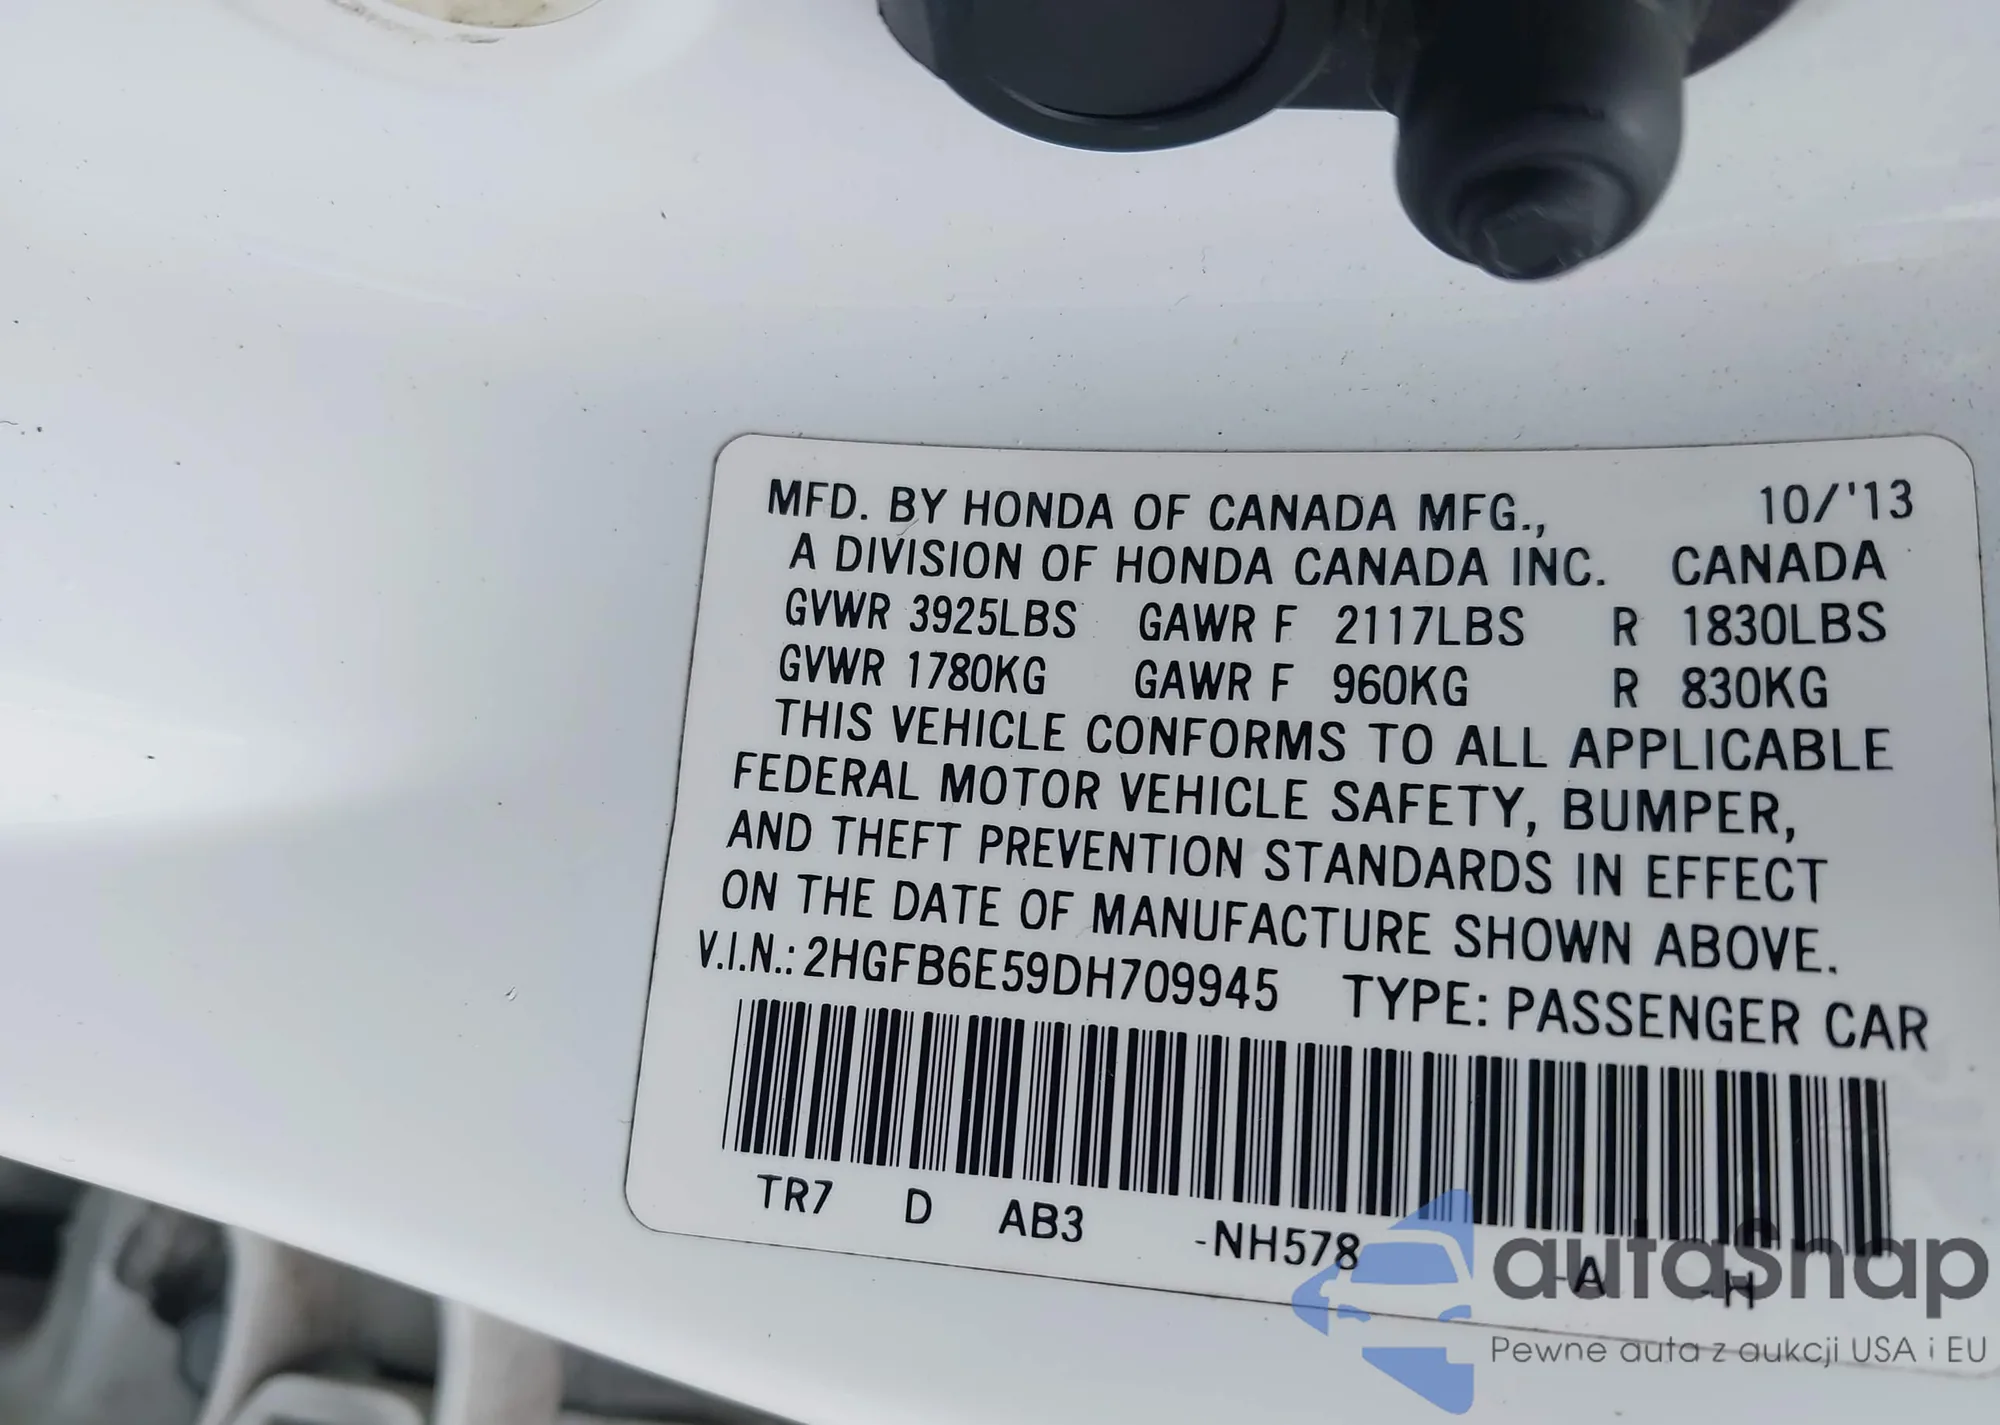 MFD. BY HONDA OF CANADA MFG., 10/'13
A DIVISION OF HONDA CANADA INC. CANADA
GVWR 3925LBS GAWR F 2117LBS R 1830LBS
GVWR 1780KG GAWR F 960KG R 830KG
THIS VEHICLE CONFORMS TO ALL APPLICABLE
FEDERAL MOTOR VEHICLE SAFETY, BUMPER,
AND THEFT PREVENTION STANDARDS IN EFFECT
ON THE DATE OF MANUFACTURE SHOWN ABOVE.
V.I.N.: 2HGFB6E59DH709945 TYPE: PASSENGER CAR
TR7 D AB3 -NH578 -A -H
autasnap
Pewne auta z aukcji USA i EU